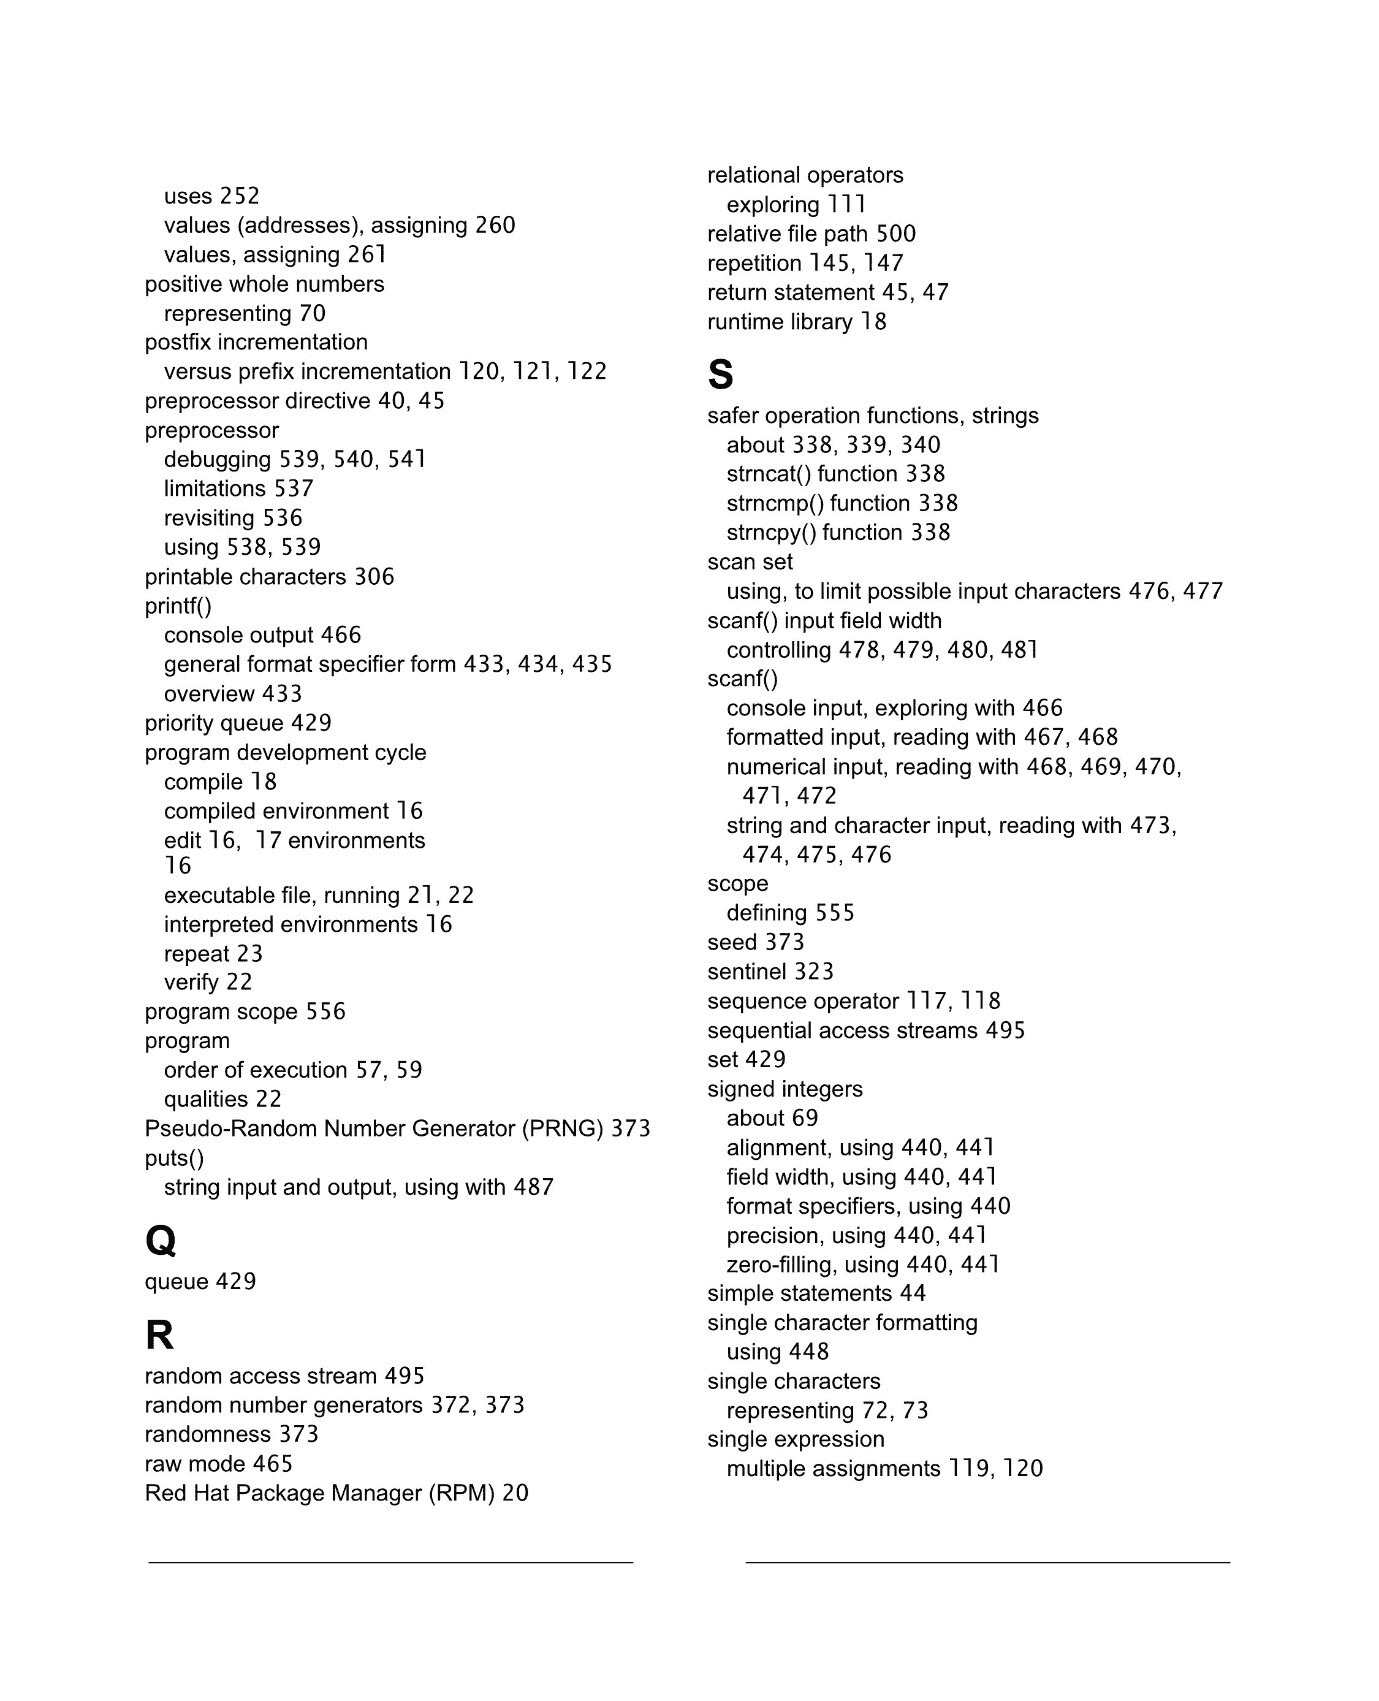 uses 252
values (addresses), assigning 260
values, assigning 261
positive whole numbers
representing 70
postfix incrementation
versus prefix incrementation 120, 121, 122
preprocessor directive 40, 45
preprocessor
debugging 539, 540, 541
limitations 537
revisiting 536
using 538, 539
printable characters 306
printf()
console output 466
general format specifier form 433, 434, 435
overview 433
priority queue 429
program development cycle
compile 18
compiled environment 16
edit 16, 17 environments
16
executable file, running 21, 22
interpreted environments 16
repeat 23
verify 22
program scope 556
program
order of execution 57, 59
qualities 22
Pseudo-Random Number Generator (PRNG) 373
puts()
string input and output, using with 487
Q
queue 429
R
random access stream 495
random number generators 372, 373
randomness 373
raw mode 465
Red Hat Package Manager (RPM) 20
relational operators
exploring 111
relative file path 500
repetition 145, 147
return statement 45, 47
runtime library 18
S
safer operation functions, strings
about 338, 339, 340
strncat() function 338
strncmp() function 338
strncpy() function 338
scan set
using, to limit possible input characters 476, 477
scanf() input field width
controlling 478, 479, 480, 481
scanf()
console input, exploring with 466
formatted input, reading with 467, 468
numerical input, reading with 468, 469, 470,
471, 472
string and character input, reading with 473,
474, 475, 476
scope
defining 555
seed 373
sentinel 323
sequence operator 117, 118
sequential access streams 495
set 429
signed integers
about 69
alignment, using 440, 441
field width, using 440, 441
format specifiers, using 440
precision, using 440, 441
zero-filling, using 440, 441
simple statements 44
single character formatting
using 448
single characters
representing 72, 73
single expression
multiple assignments 119, 120